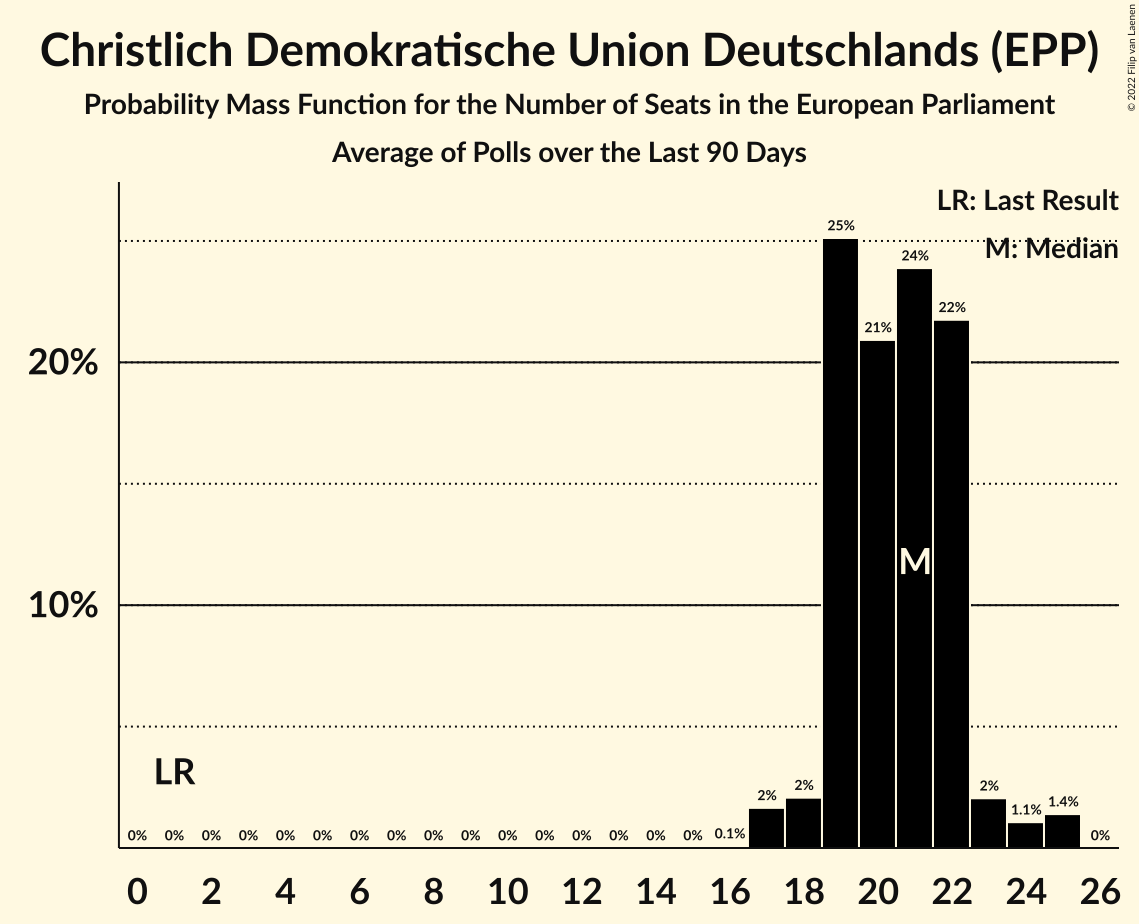 Christlich Demokratische Union Deutschlands (EPP)
Probability Mass Function for the Number of Seats in the European Parliament
Average of Polls over the Last 90 Days
© 2022 Filip van Laenen
LR: Last Result
M: Median
25%
24%
22%
21%
20%
M
10%
LR
0% 0% 0% 0% 0% 0% 0% 0% 0% 0% 0% 0% 0% 0% 0% 0% 0.1% 2% 2% 2% 1.1% 1.4% 0%
0 2 4 6 8 10 12 14 16 18 20 22 24 26